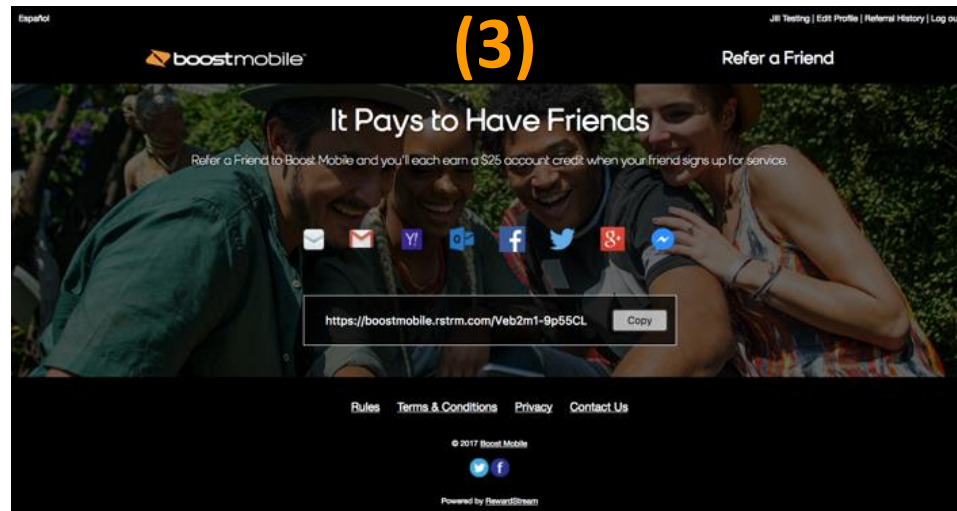 Español
(3)
Jill Testing | Edit Profile | Referral History | Log ou
boostmobile
Refer a Friend
It Pays to Have Friends
Refer a Friend to Boost Mobile and you'll each earn a $25 account credit when your friend signs up for service.
Y!
f
8+
https://boostmobile.rstrm.com/Veb2m1-9p55CL
Copy
Rules Terms & Conditions Privacy Contact Us
© 2017 Boost Mobile
f
Powered by RewardStream